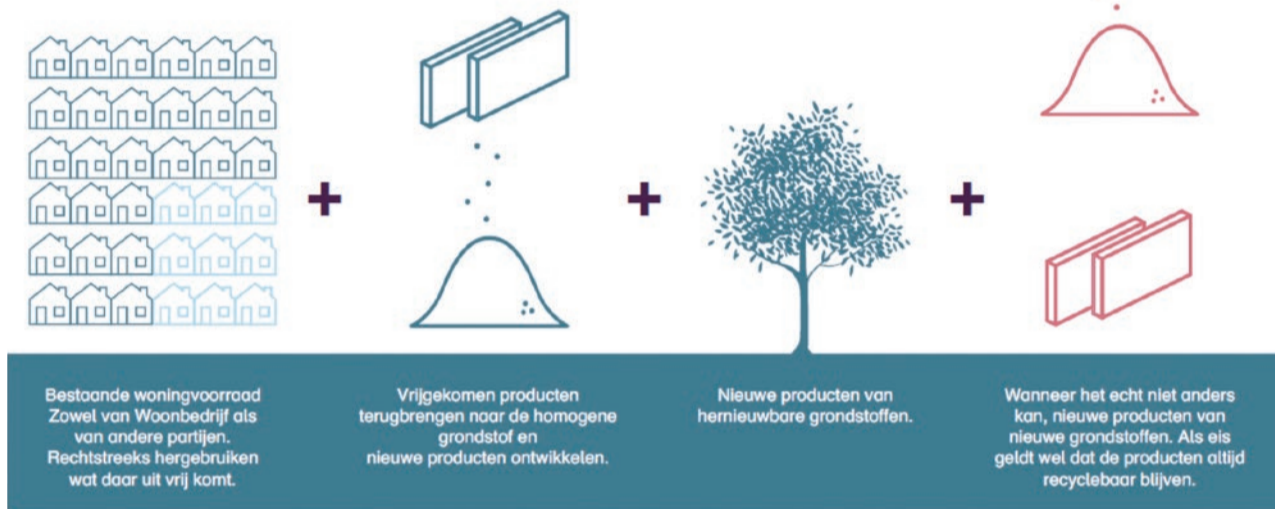 Bestaande woningvoorraad
Zowel van Woonbedrijf als
van andere partijen.
Rechtstreeks hergebruiken
wat daar uit vrij komt.
Vrijgekomen producten
terugbrengen naar de homogene
grondstof en
nieuwe producten ontwikkelen.
Nieuwe producten van
hernieuwbare grondstoffen.
Wanneer het echt niet anders
kan, nieuwe producten van
nieuwe grondstoffen. Als eis
geldt wel dat de producten altijd
recyclebaar blijven.